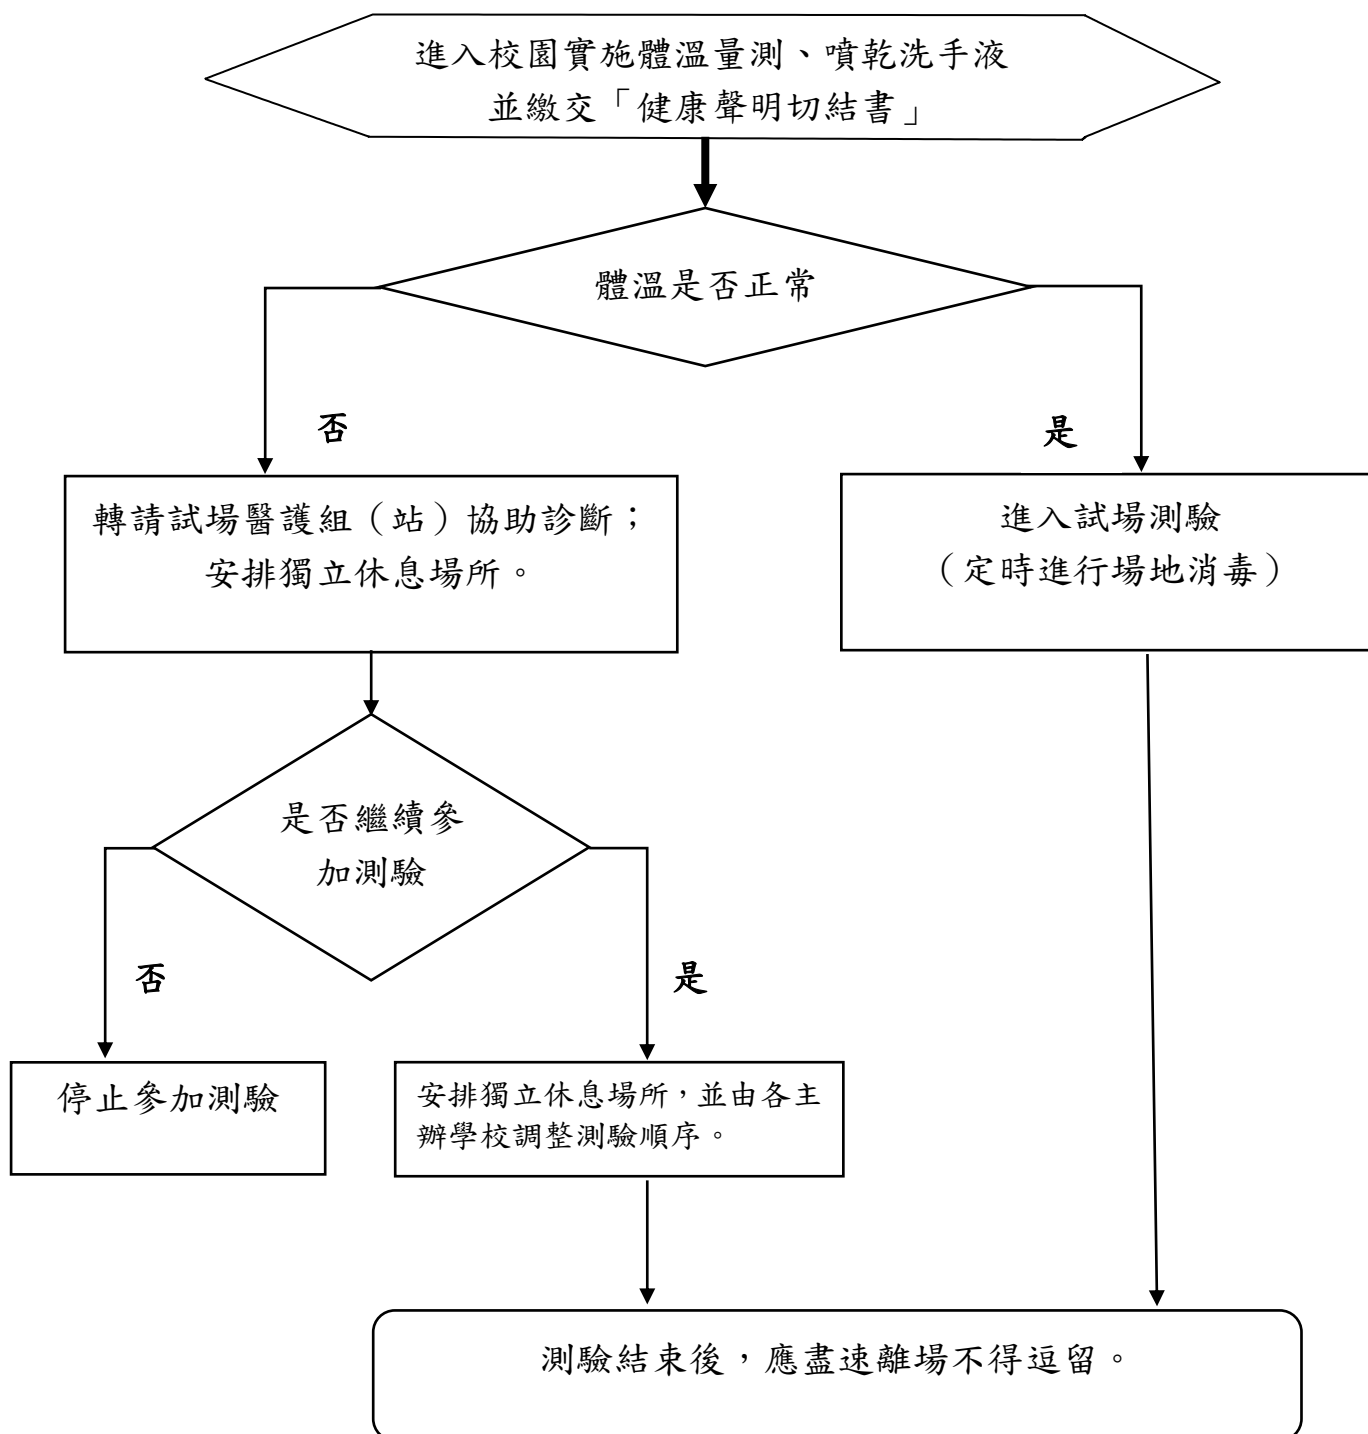 進入校園實施體溫量測、噴乾洗手液
並繳交「健康聲明切結書」
體溫是否正常
否
是
轉請試場醫護組（站）協助診斷；
安排獨立休息場所。
進入試場測驗
（定時進行場地消毒）
是否繼續參
加測驗
否
是
停止參加測驗
安排獨立休息場所，並由各主
辦學校調整測驗順序。
測驗結束後，應盡速離場不得逗留。